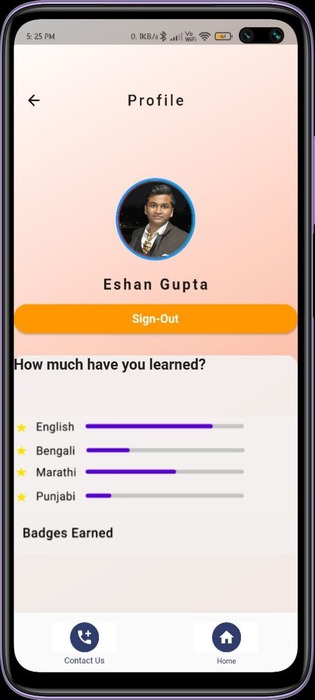 5:25 PM
0.1KB/s
Vo
WiFi
Profile
Eshan Gupta
Sign-Out
How much have you learned?
English
Bengali
Marathi
Punjabi
Badges Earned
Contact Us
Home